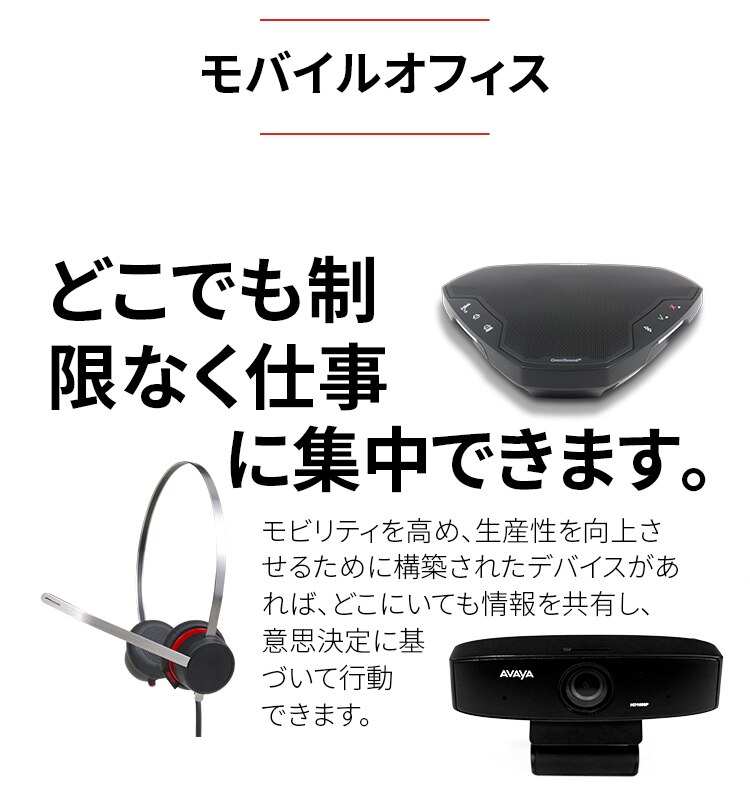 モバイルオフィス
どこでも制
限なく仕事
に集中できます。
OmniSound®
モビリティを高め、生産性を向上さ
せるために構築されたデバイスがあ
れば、どこにいても情報を共有し、
意思決定に基
づいて行動
できます。
AVAYA
HD1080P